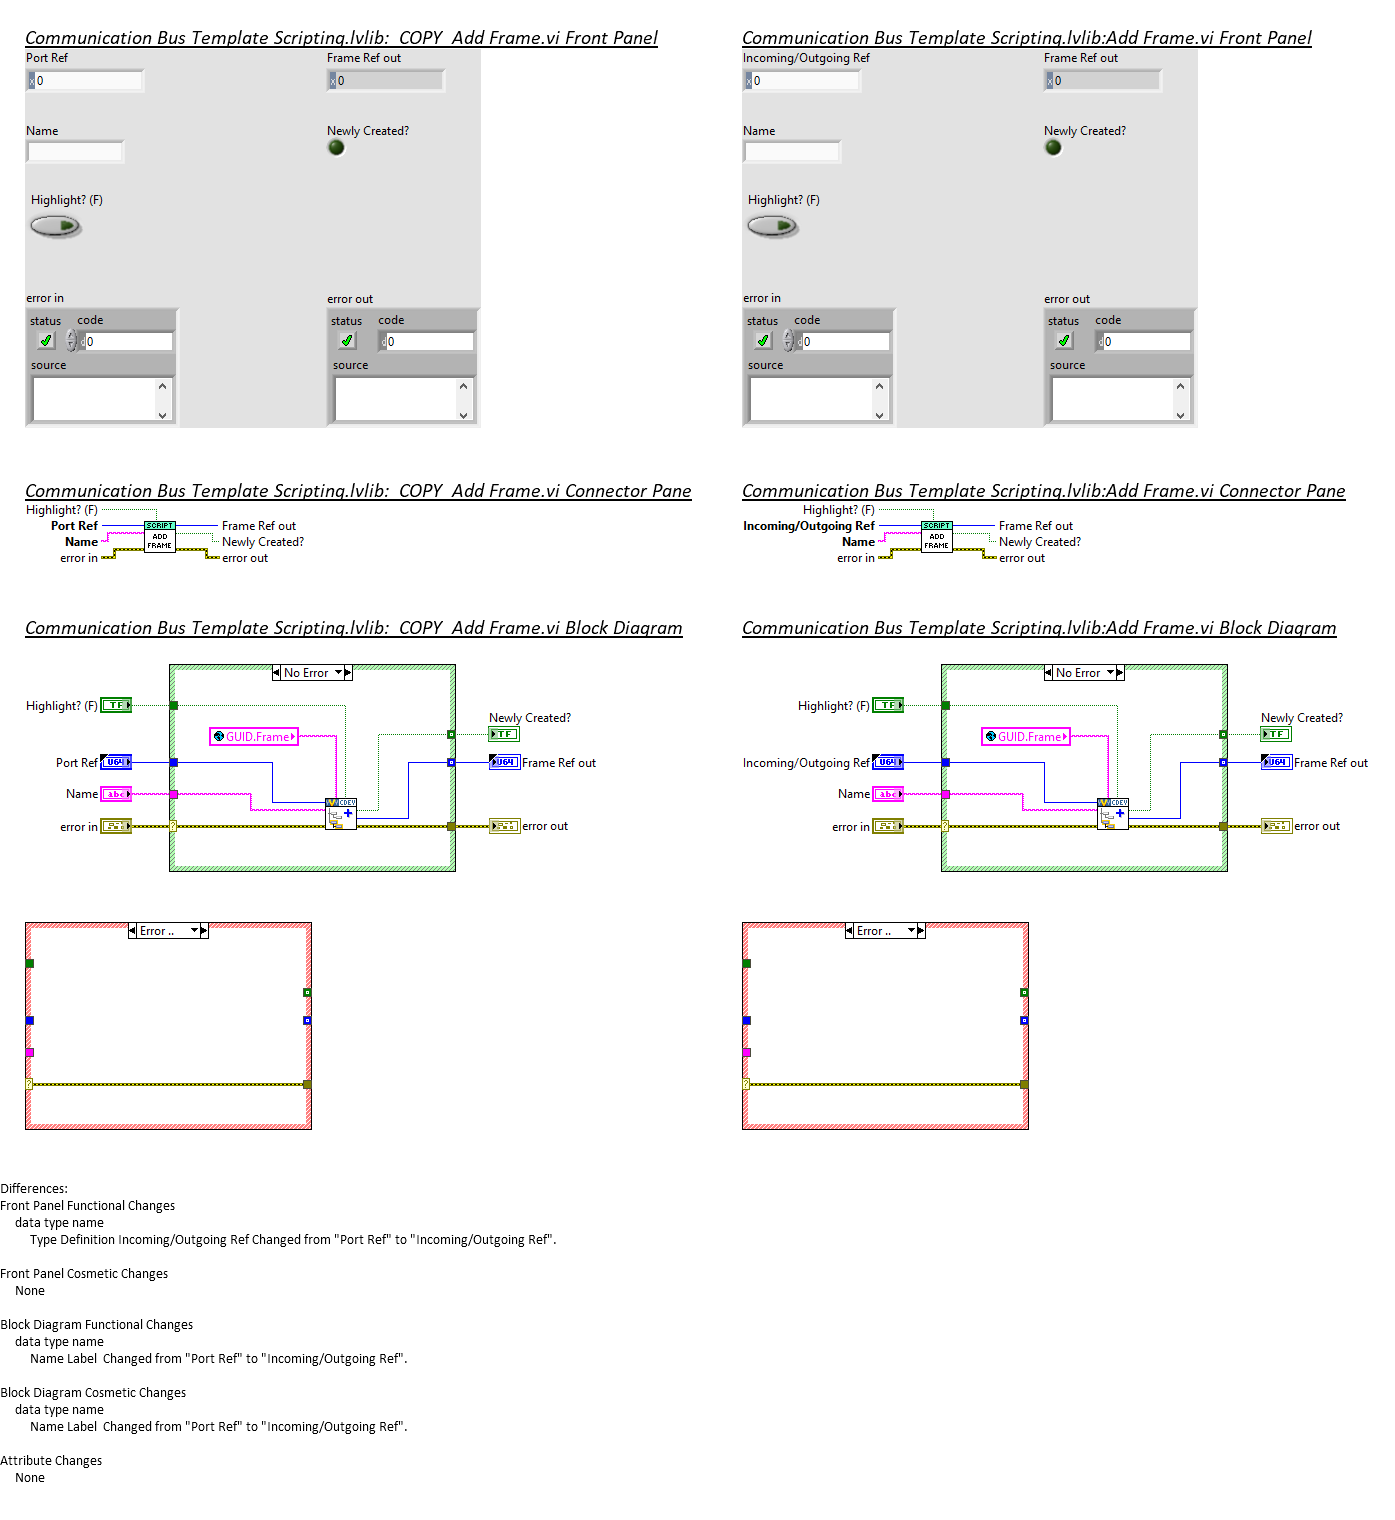 Communication Bus Template Scripting.lvlib:_COPY_Add Frame.vi Front Panel
Port Ref
Frame Ref out
x 0
x 0
Name
Newly Created?
Highlight? (F)
error in
error out
status code
status code
d 0
d 0
source
source
Communication Bus Template Scripting.lvlib:Add Frame.vi Front Panel
Incoming/Outgoing Ref
Frame Ref out
x 0
x 0
Name
Newly Created?
Highlight? (F)
error in
error out
status code
status code
d 0
d 0
source
source
Communication Bus Template Scripting.lvlib:_COPY_Add Frame.vi Connector Pane
Highlight? (F)
Port Ref
Name
error in
SCRIPT
ADD
FRAME
Frame Ref out
Newly Created?
error out
Communication Bus Template Scripting.lvlib:Add Frame.vi Connector Pane
Highlight? (F)
Incoming/Outgoing Ref
Name
error in
SCRIPT
ADD
FRAME
Frame Ref out
Newly Created?
error out
Communication Bus Template Scripting.lvlib:_COPY_Add Frame.vi Block Diagram
No Error
Highlight? (F) TF
Newly Created?
GUID.Frame
TF
Port Ref U64
U64 Frame Ref out
Name abc
CDEV
error in
?
error out
Communication Bus Template Scripting.lvlib:Add Frame.vi Block Diagram
No Error
Highlight? (F) TF
Newly Created?
GUID.Frame
TF
Incoming/Outgoing Ref U64
U64 Frame Ref out
Name abc
CDEV
error in
?
error out
Error ..
?
Error ..
?
Differences:
Front Panel Functional Changes
data type name
Type Definition Incoming/Outgoing Ref Changed from "Port Ref" to "Incoming/Outgoing Ref".
Front Panel Cosmetic Changes
None
Block Diagram Functional Changes
data type name
Name Label  Changed from "Port Ref" to "Incoming/Outgoing Ref".
Block Diagram Cosmetic Changes
data type name
Name Label  Changed from "Port Ref" to "Incoming/Outgoing Ref".
Attribute Changes
None